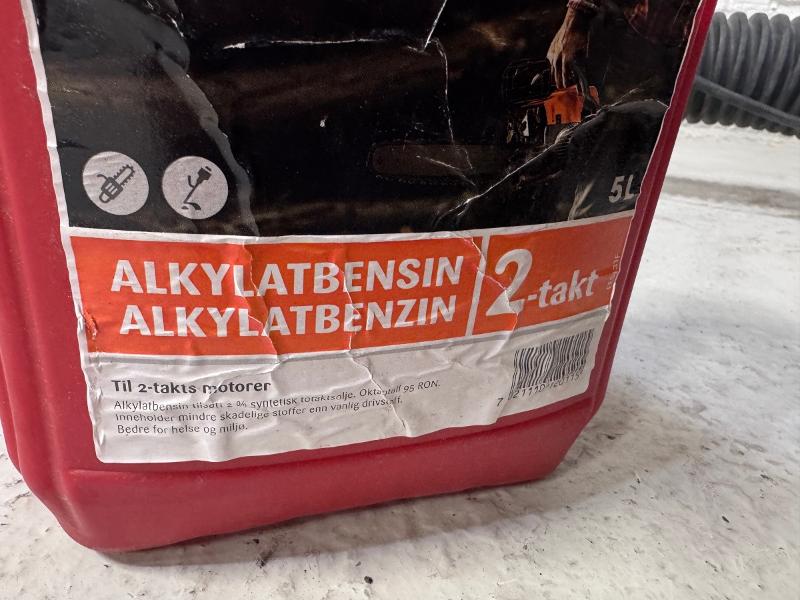 5L
ALKYLATBENSIN
ALKYLATBENZIN
2-takt
Til 2-takts motorer
Alkylatbensin tilsatt 2 % syntetisk totaktsolje. Oktantall 95 RON.
Inneholder mindre skadelige stoffer enn vanlig drivstoff.
Bedre for helse og miljø.